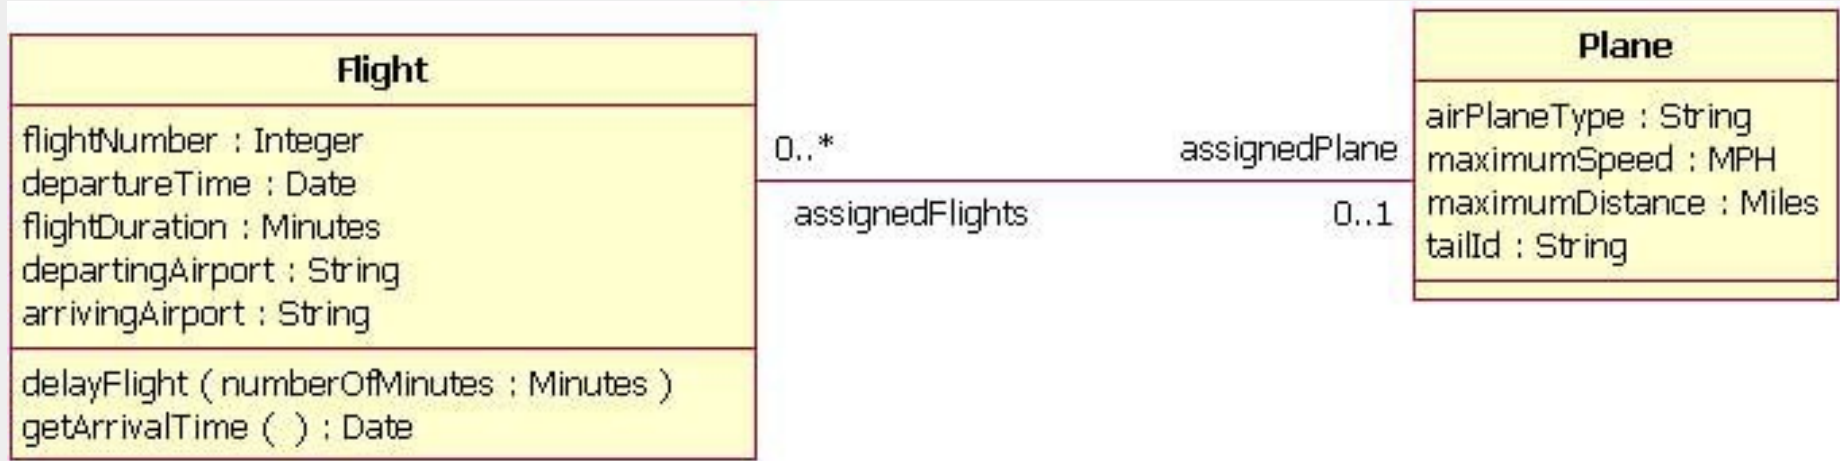 Flight
flightNumber : Integer
departureTime : Date
flightDuration : Minutes
departingAirport : String
arrivingAirport : String
delayFlight ( numberOfMinutes : Minutes )
getArrivalTime ( ) : Date
0..*
assignedPlane
assignedFlights
0..1
Plane
airPlaneType : String
maximumSpeed : MPH
maximumDistance : Miles
tailId : String